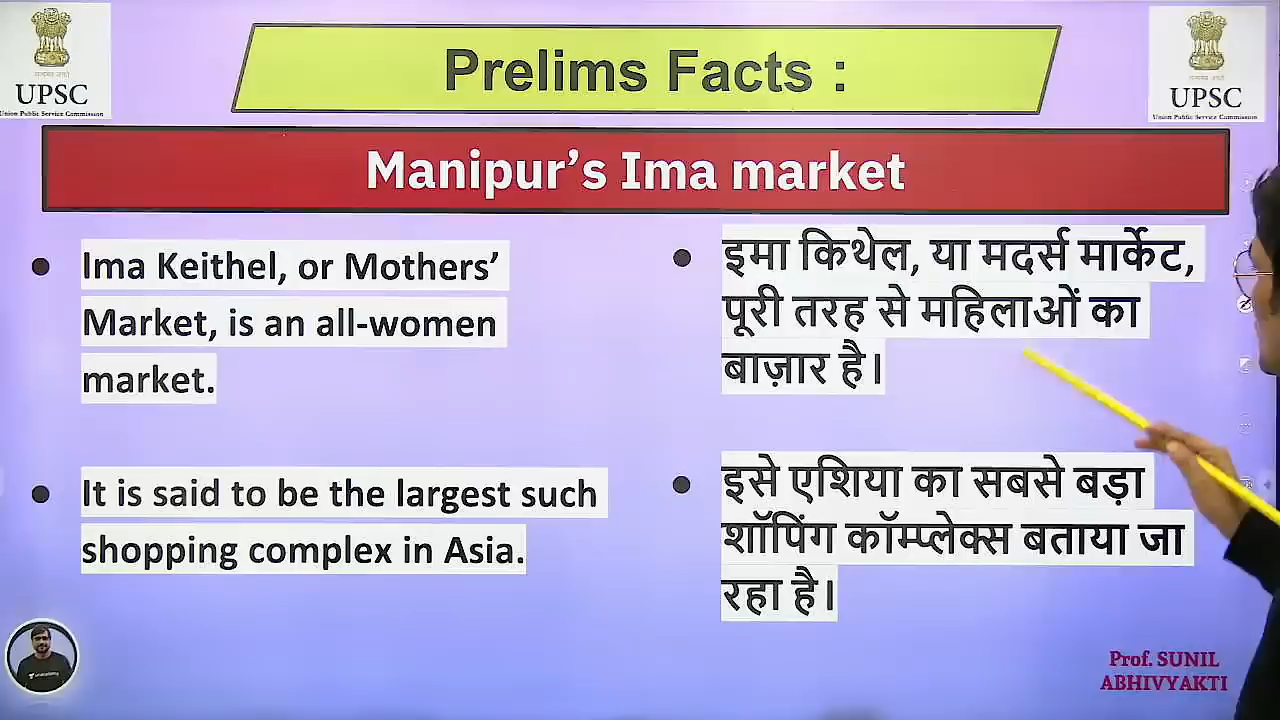 UPSC
Union Public Service Commission
Prelims Facts :
UPSC
Union Public Service Commission
Manipur’s Ima market
Ima Keithel, or Mothers’
Market, is an all-women
market.
It is said to be the largest such
shopping complex in Asia.
इमा किथेल, या मदर्स मार्केट,
पूरी तरह से महिलाओं का
बाज़ार है।
इसे एशिया का सबसे बड़ा
शॉपिंग कॉम्प्लेक्स बताया जा
रहा है।
Prof. SUNIL
ABHIVYAKTI